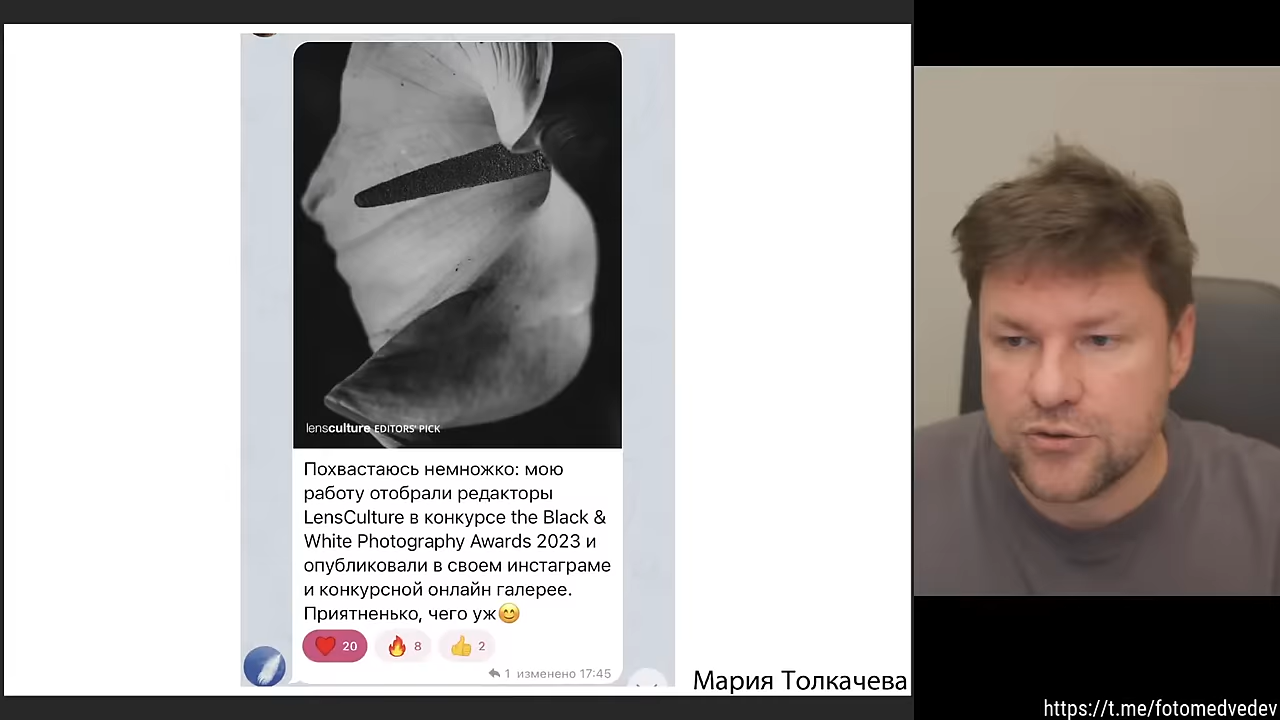 lensculture EDITORS' PICK
Похвастаюсь немножко: мою
работу отобрали редакторы
LensCulture в конкурсе the Black &
White Photography Awards 2023 и
опубликовали в своем инстаграме
и конкурсной онлайн галерее.
Приятненько, чего уж😊
❤️ 20 🔥 8 👍 2
1 изменено 17:45
Мария Толкачева
https://t.me/fotomedvedev